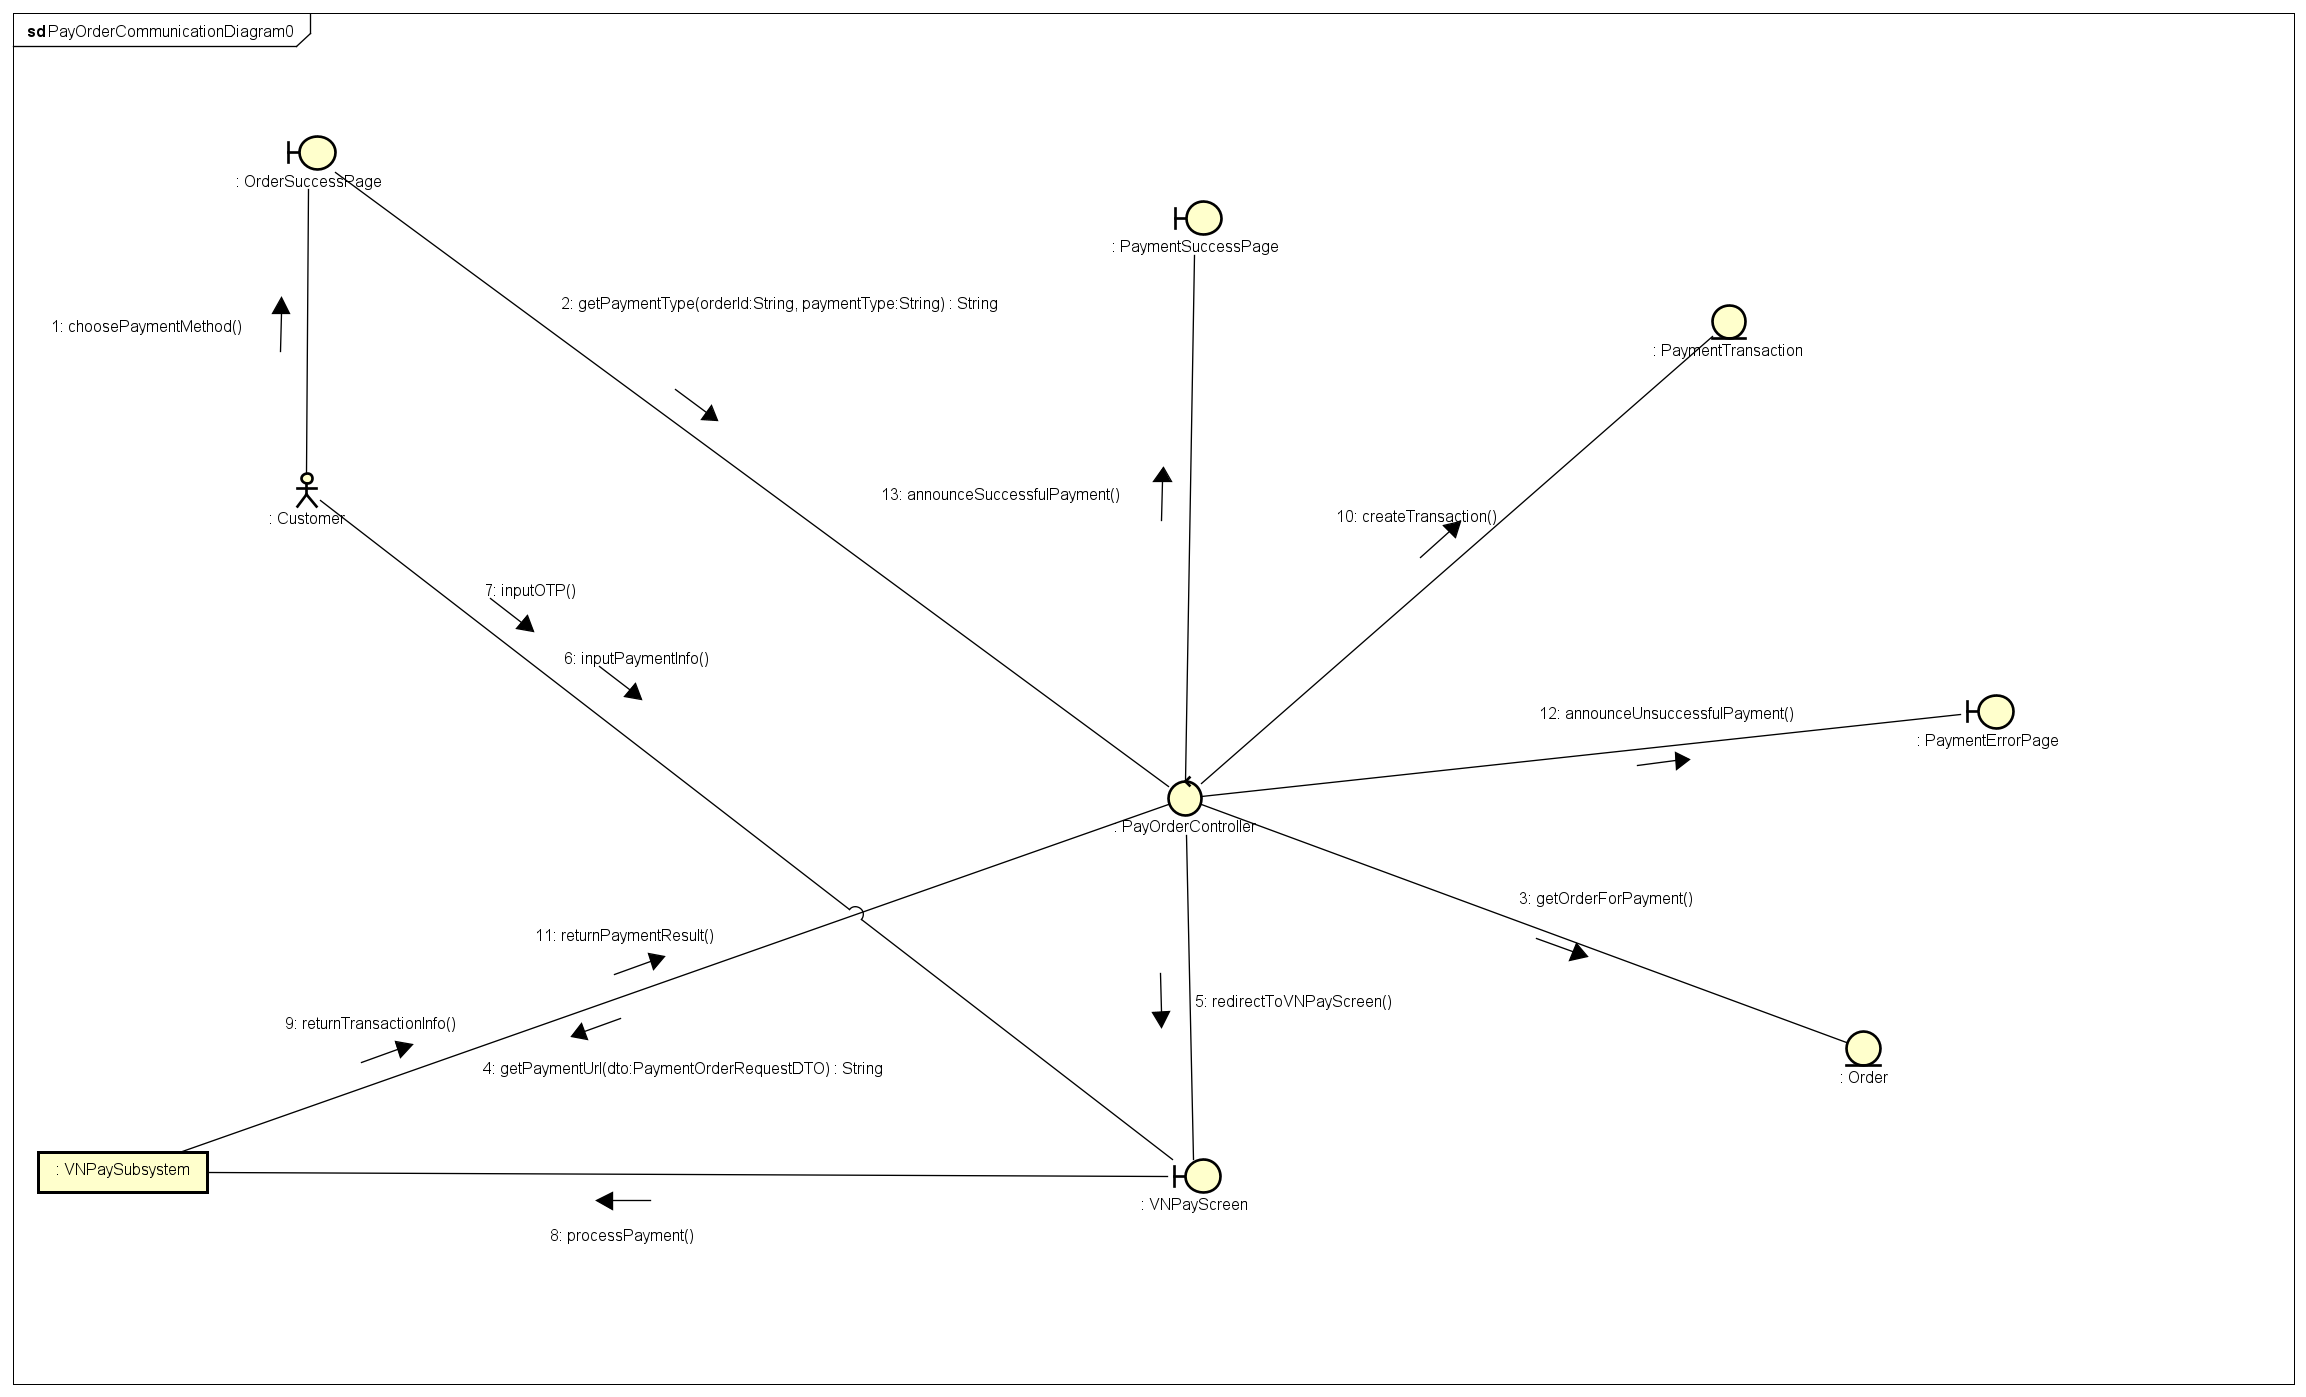 sd PayOrderCommunicationDiagram0
: OrderSuccessPage
: PaymentSuccessPage
2: getPaymentType(orderId:String, paymentType:String) : String
1: choosePaymentMethod()
: PaymentTransaction
13: announceSuccessfulPayment()
10: createTransaction()
: Customer
7: inputOTP()
6: inputPaymentInfo()
12: announceUnsuccessfulPayment()
: PaymentErrorPage
: PayOrderController
3: getOrderForPayment()
11: returnPaymentResult()
5: redirectToVNPayScreen()
9: returnTransactionInfo()
4: getPaymentUrl(dto:PaymentOrderRequestDTO) : String
: Order
: VNPaySubsystem
: VNPayScreen
8: processPayment()